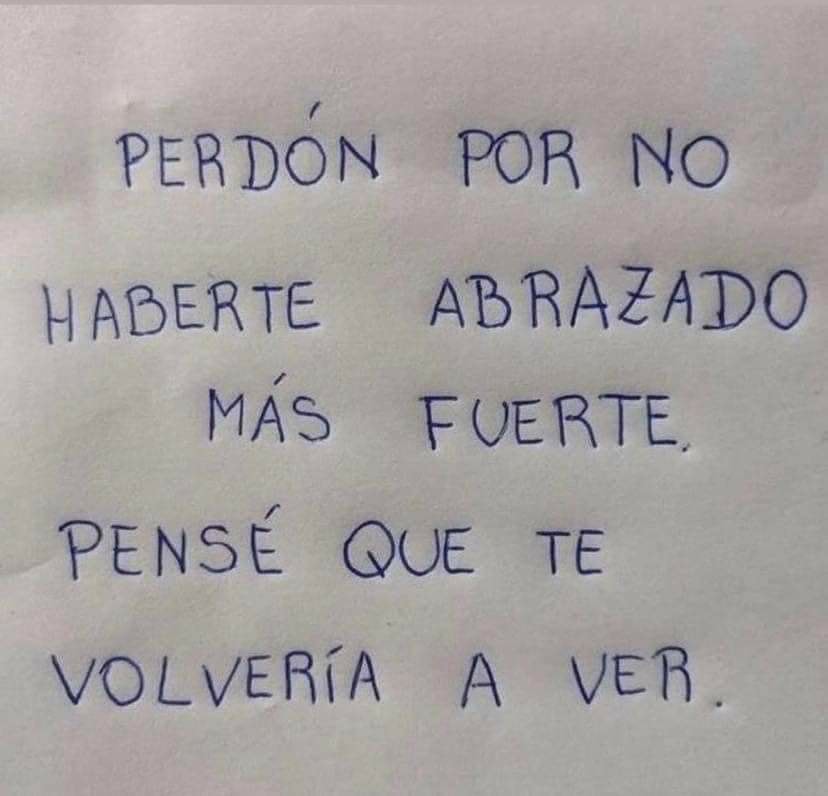 PERDÓN POR NO
HABERTE ABRAZADO
MÁS FUERTE.
PENSÉ QUE TE
VOLVERÍA A VER.